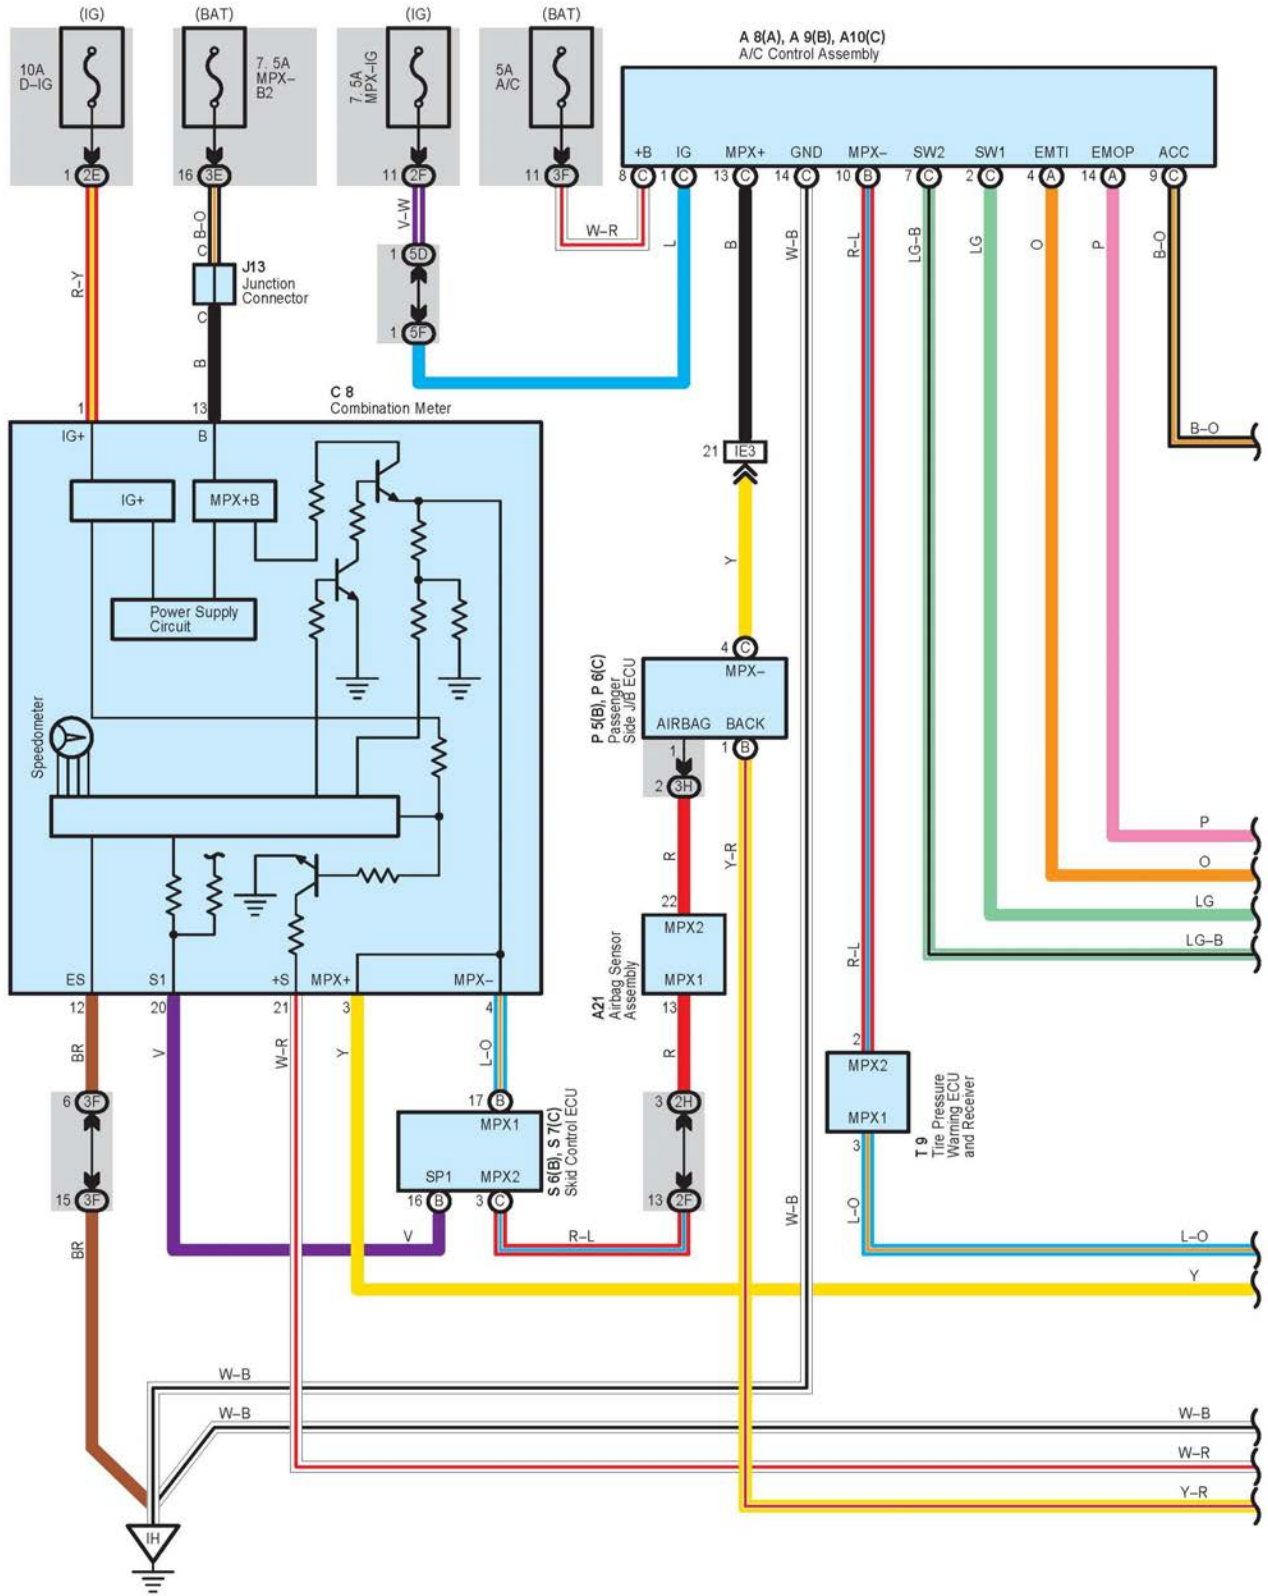 (IG)
(BAT)
(IG)
(BAT)
10A
D–IG
7. 5A
MPX–
B2
7. 5A
MPX–IG
5A
A/C
A 8(A), A 9(B), A10(C)
A/C Control Assembly
+B IG MPX+ GND MPX– SW2 SW1 EMTI EMOP ACC
1 2E
16 3E
11 2F
11 3F
8 C
1 C
13 C
14 C
10 B
7 C
2 C
4 A
14 A
9 C
R–Y
B–O
C
V–W
W–R
L
B
W–B
R–L
LG–B
LG
O
P
B–O
1 5D
J13
Junction
Connector
C
B
1 5F
C 8
Combination Meter
1
13
B–O
IG+
B
21 IE3
IG+
MPX+B
Y
Power Supply
Circuit
4 C
MPX–
P 5(B), P 6(C)
Passenger
Side J/B ECU
AIRBAG BACK
1
1 B
2 3H
Speedometer
R
Y–R
P
O
LG
LG–B
22
MPX2
MPX1
A21
Airbag Sensor
Assembly
13
R–L
ES S1 +S MPX+ MPX–
12 20 21 3 4
BR
V
W–R
Y
L–O
R
2
MPX2
MPX1
T 9
Tire Pressure
Warning ECU
and Receiver
3
6 3F
17 B
MPX1
S 6(B), S 7(C)
Skid Control ECU
SP1 MPX2
3 2H
15 3F
16 B
3 C
13 2F
W–B
L–O
BR
V
R–L
L–O
Y
W–B
W–B
W–B
W–R
Y–R
IH